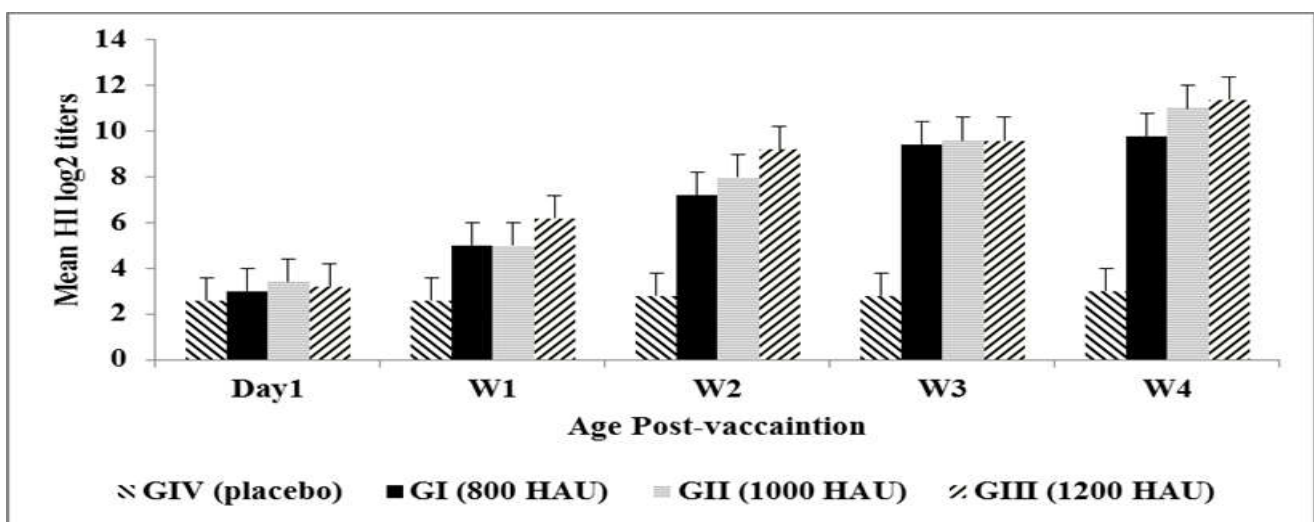 14
12
10
8
6
4
2
0
Mean HI log2 titers
Day1 W1 W2 W3 W4
Age Post-vaccaintion
GIV (placebo) GI (800 HAU) GII (1000 HAU) GIII (1200 HAU)